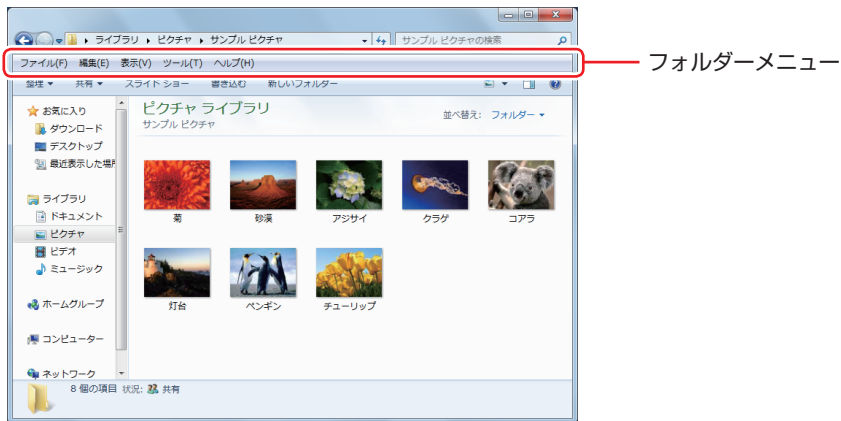 ライブラリ ▸ ピクチャ ▸ サンプル ピクチャ
サンプル ピクチャの検索
ファイル(F) 編集(E) 表示(V) ツール(T) ヘルプ(H)
フォルダーメニュー
整理 ▼ 共有 ▼ スライド ショー 書き込む 新しいフォルダー
お気に入り
ダウンロード
デスクトップ
最近表示した場所
ライブラリ
ドキュメント
ピクチャ
ビデオ
ミュージック
ホームグループ
コンピューター
ネットワーク
ピクチャ ライブラリ
サンプル ピクチャ
並べ替え: フォルダー ▼
菊 砂漠 アジサイ クラゲ コアラ
灯台 ペンギン チューリップ
8 個の項目 状況: 共有